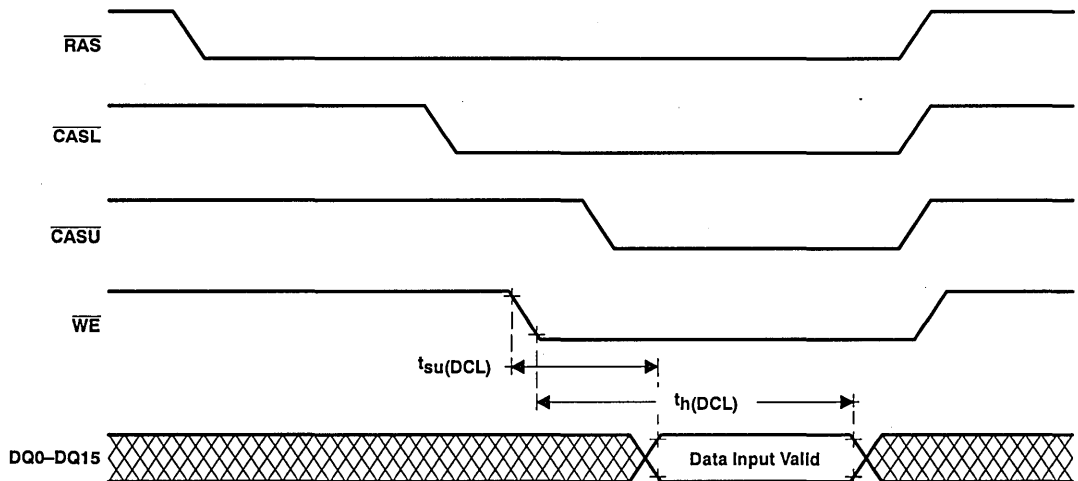 RAS
CASL
CASU
WE
tsu(DCL)
th(DCL)
DQ0–DQ15
Data Input Valid